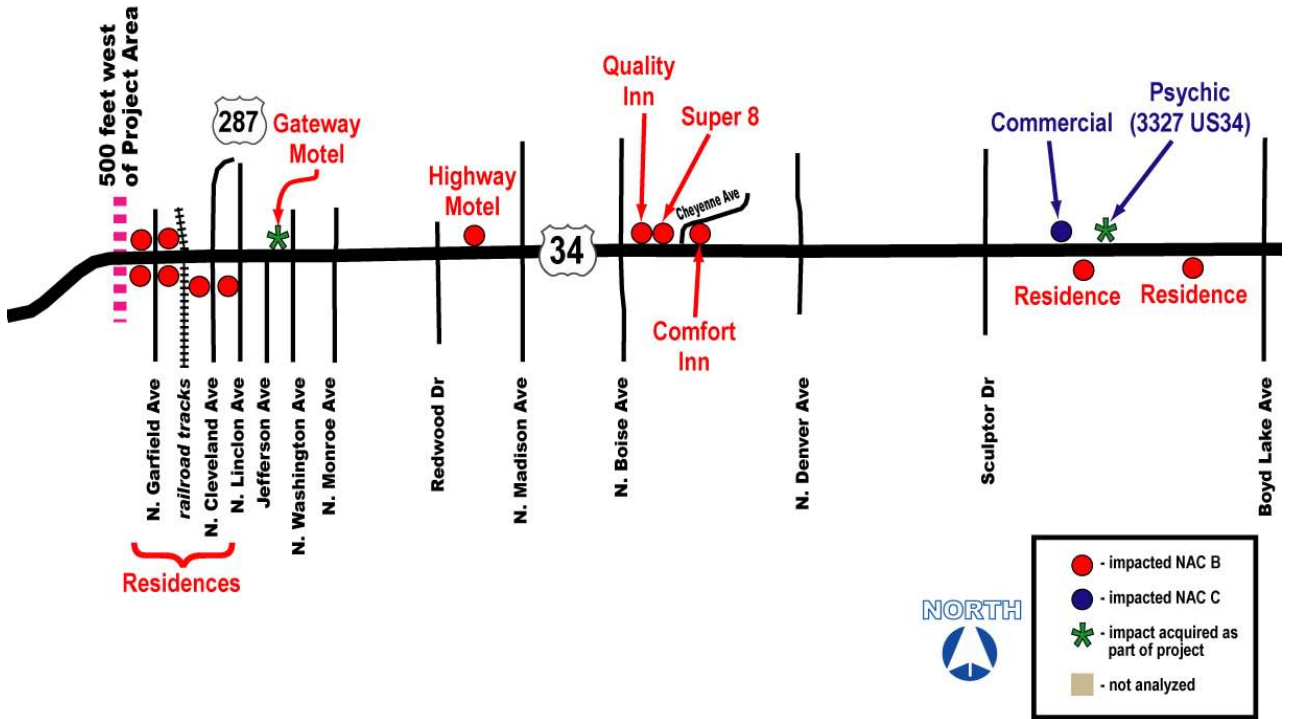 500 feet west
of Project Area
287
Gateway
Motel
Highway
Motel
Quality
Inn
Super 8
Cheyenne Ave
Comfort
Inn
34
Commercial
Psychic
(3327 US34)
Residence
Residence
N. Garfield Ave
railroad tracks
N. Cleveland Ave
N. Linclon Ave
Jefferson Ave
N. Washington Ave
N. Monroe Ave
Redwood Dr
N. Madison Ave
N. Boise Ave
N. Denver Ave
Sculptor Dr
Boyd Lake Ave
Residences
NORTH
- impacted NAC B
- impacted NAC C
- impact acquired as
part of project
- not analyzed